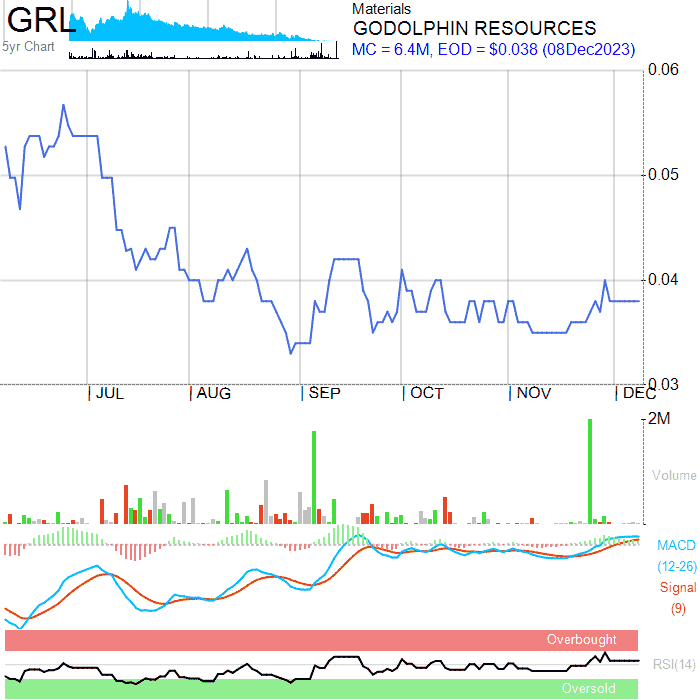 GRL
5yr Chart
Materials
GODOLPHIN RESOURCES
MC = 6.4M, EOD = $0.038 (08Dec2023)
0.06
0.05
0.04
0.03
JUL
AUG
SEP
OCT
NOV
DEC
2M
Volume
MACD
(12-26)
Signal
(9)
Overbought
RSI(14)
Oversold